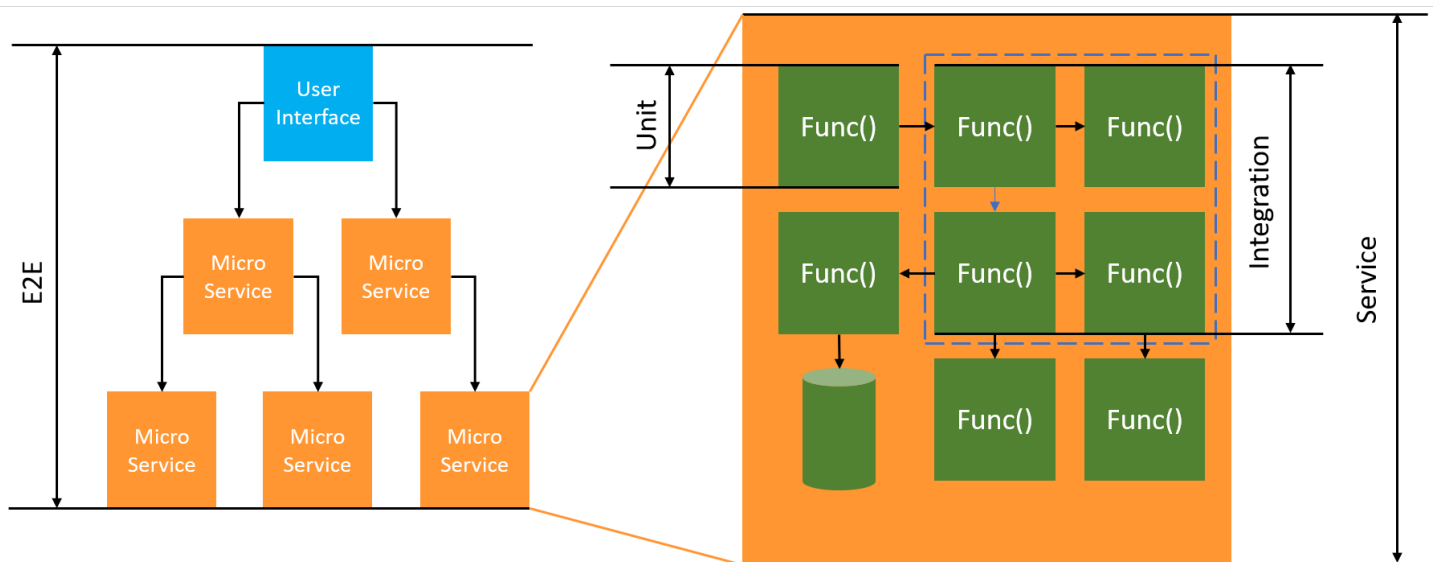 E2E
User
Interface
Micro
Service
Micro
Service
Micro
Service
Micro
Service
Micro
Service
Unit
Func()
Func()
Func()
Func()
Func()
Func()
Func()
Func()
Integration
Service